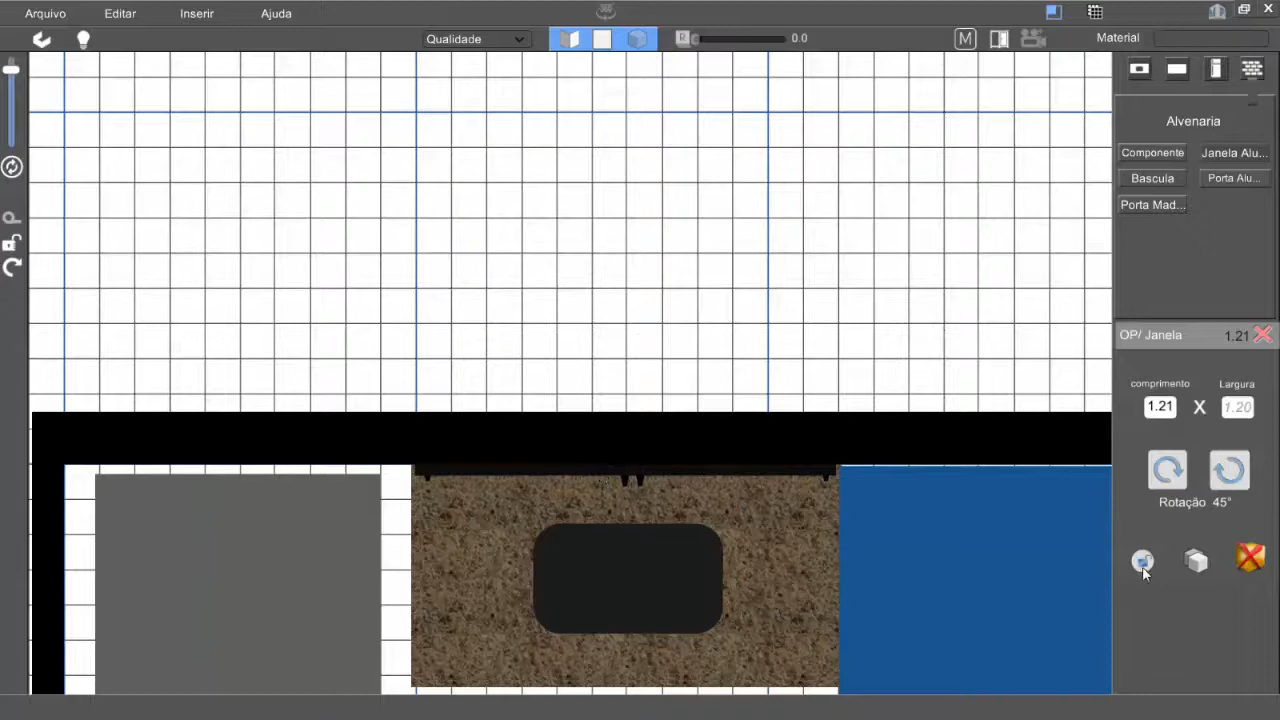 Arquivo Editar Inserir Ajuda 360
Qualidade R 0.0 M Material
Alvenaria
Componente Janela Alu...
Bascula Porta Alu...
Porta Mad...
OP/ Janela 1.21
comprimento Largura
1.21 X 1.20
Rotação 45°